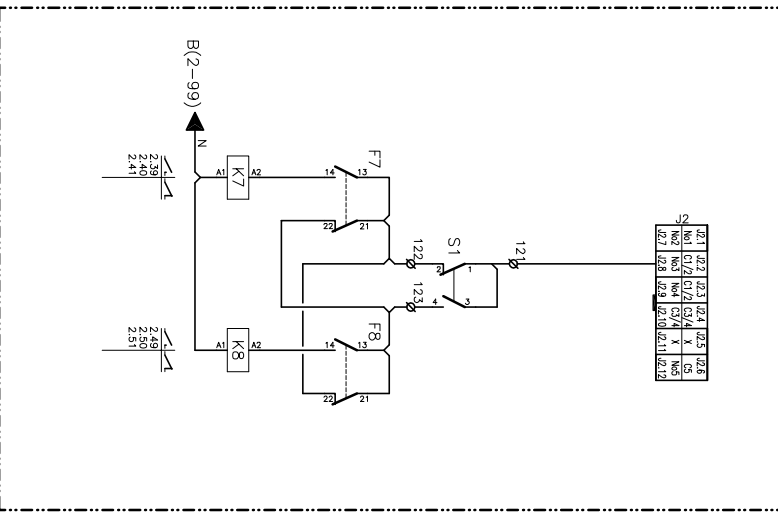 J2
J2.1 J2.2 J2.3 J2.4 J2.5 J2.6
No1 C1/2 C1/2 C3/4 X C5
No2 No3 No4 C3/4 X No5
J2.7 J2.8 J2.9 J2.10 J2.11 J2.12
121
S1
1
2
3
4
122
123
F7
13
14
21
22
F8
13
14
21
22
A2
K7
A1
A2
K8
A1
N
B(2-99)
2.39
2.40
2.41
2.49
2.50
2.51